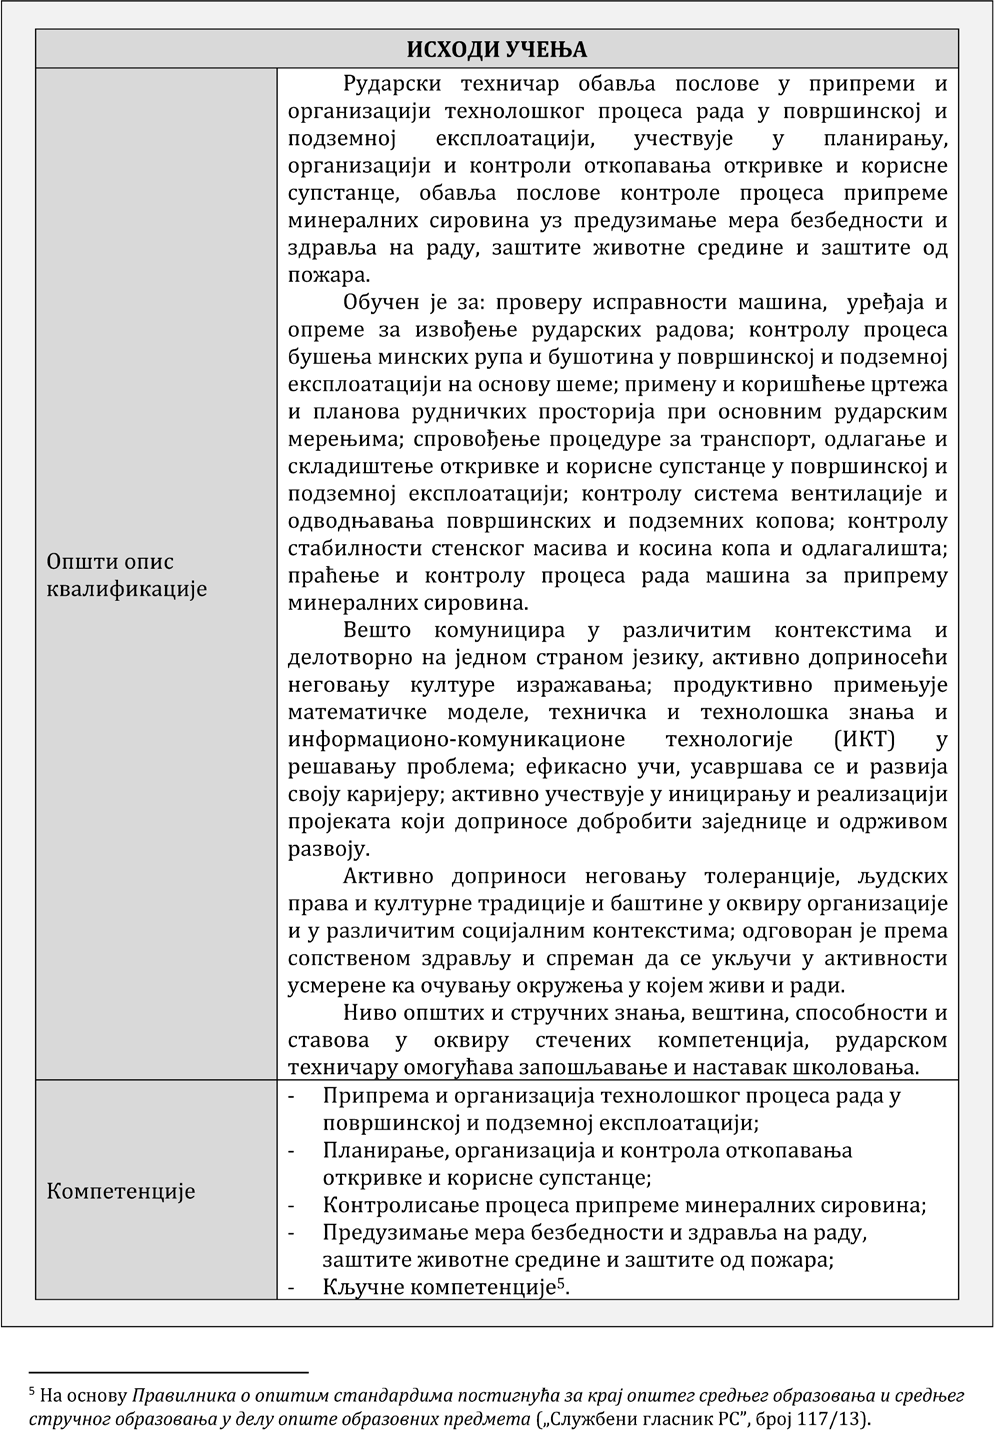 ИСХОДИ УЧЕЊА
Општи опис
квалификације
Рударски техничар обавља послове у припреми и
организацији технолошког процеса рада у површинској и
подземној експлоатацији, учествује у планирању,
организацији и контроли откопавања откривке и корисне
супстанце, обавља послове контроле процеса припреме
минералних сировина уз предузимање мера безбедности и
здравља на раду, заштите животне средине и заштите од
пожара.
Обучен је за: проверу исправности машина, уређаја и
опреме за извођење рударских радова; контролу процеса
бушења минских рупа и бушотина у површинској и подземној
експлоатацији на основу шеме; примену и коришћење цртежа
и планова рудничких просторија при основним рударским
мерењима; спровођење процедуре за транспорт, одлагање и
складиштење откривке и корисне супстанце у површинској и
подземној експлоатацији; контролу система вентилације и
одводњавања површинских и подземних копова; контролу
стабилности стенског масива и косина копа и одлагалишта;
праћење и контролу процеса рада машина за припрему
минералних сировина.
Вешто комуницира у различитим контекстима и
делотворно на једном страном језику, активно доприносећи
неговању културе изражавања; продуктивно примењује
математичке моделе, техничка и технолошка знања и
информационо-комуникационе технологије (ИКТ) у
решавању проблема; ефикасно учи, усавршава се и развија
своју каријеру; активно учествује у иницирању и реализацији
пројеката који доприносе добробити заједнице и одрживом
развоју.
Активно доприноси неговању толеранције, људских
права и културне традиције и баштине у оквиру организације
и у различитим социјалним контекстима; одговоран је према
сопственом здрављу и спреман да се укључи у активности
усмерене ка очувању окружења у којем живи и ради.
Ниво општих и стручних знања, вештина, способности и
ставова у оквиру стечених компетенција, рударском
техничару омогућава запошљавање и наставак школовања.
Компетенције
- Припрема и организација технолошког процеса рада у
површинској и подземној експлоатацији;
- Планирање, организација и контрола откопавања
откривке и корисне супстанце;
- Контролисање процеса припреме минералних сировина;
- Предузимање мера безбедности и здравља на раду,
заштите животне средине и заштите од пожара;
- Кључне компетенције⁵.
⁵ На основу Правилника о општим стандардима постигнућа за крај општег средњег образовања и средњег
стручног образовања у делу опште образовних предмета („Службени гласник РС”, број 117/13).